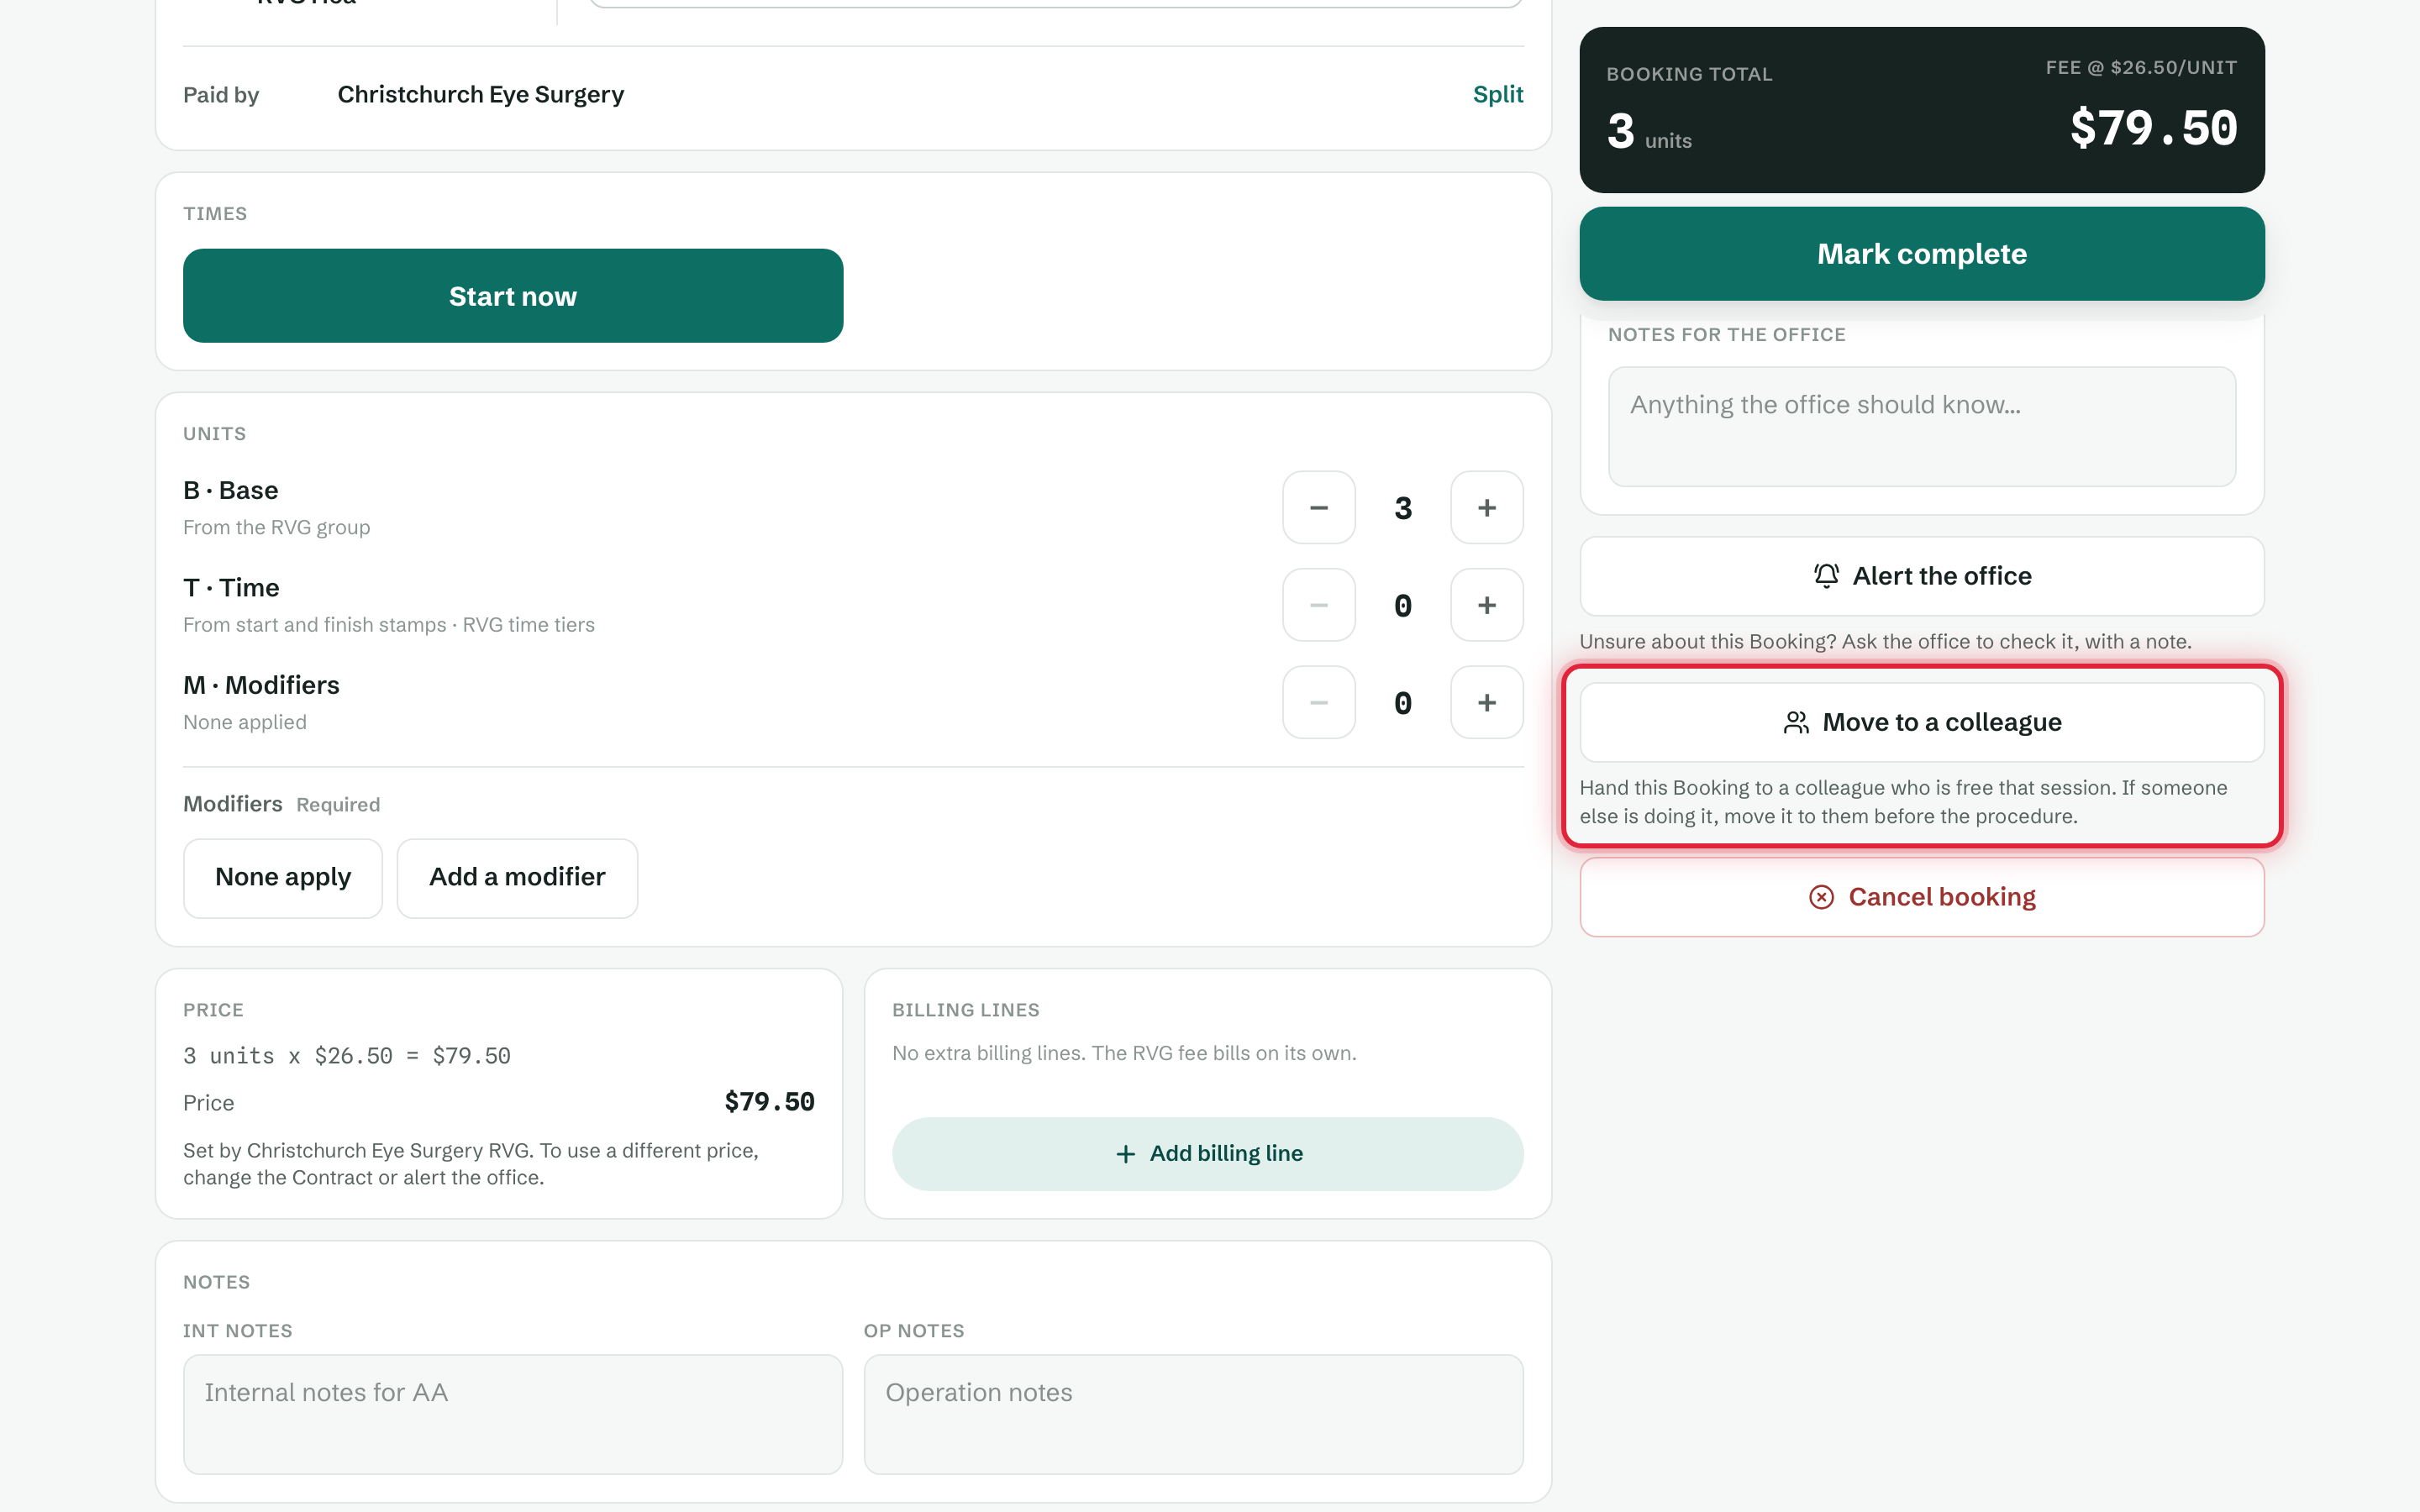 Paid by Christchurch Eye Surgery Split
TIMES
Start now
UNITS
B · Base
From the RVG group
− 3 +
T · Time
From start and finish stamps · RVG time tiers
− 0 +
M · Modifiers
None applied
− 0 +
Modifiers Required
None apply
Add a modifier
PRICE
3 units x $26.50 = $79.50
Price $79.50
Set by Christchurch Eye Surgery RVG. To use a different price,
change the Contract or alert the office.
BILLING LINES
No extra billing lines. The RVG fee bills on its own.
+ Add billing line
NOTES
INT NOTES
Internal notes for AA
OP NOTES
Operation notes
BOOKING TOTAL
3 units
FEE @ $26.50/UNIT
$79.50
Mark complete
NOTES FOR THE OFFICE
Anything the office should know...
Alert the office
Unsure about this Booking? Ask the office to check it, with a note.
Move to a colleague
Hand this Booking to a colleague who is free that session. If someone
else is doing it, move it to them before the procedure.
Cancel booking